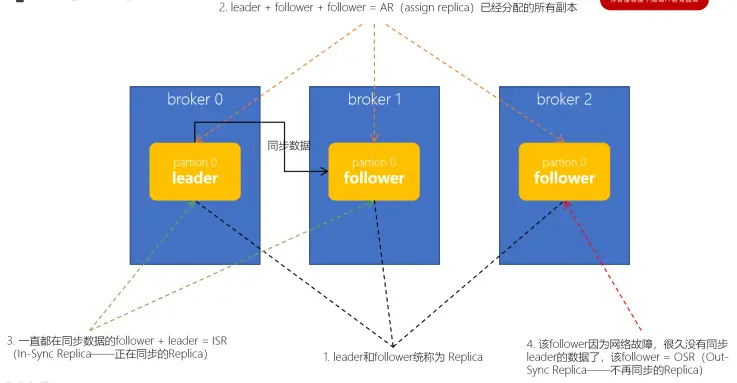 2. leader + follower + follower = AR（assign replica）已经分配的所有副本
broker 0
broker 1
broker 2
同步数据
partion 0
leader
partion 0
follower
partion 0
follower
3. 一直都在同步数据的follower + leader = ISR
（In-Sync Replica——正在同步的Replica）
1. leader和follower统称为 Replica
4. 该follower因为网络故障，很久没有同步
leader的数据了，该follower = OSR（Out-
Sync Replica——不再同步的Replica）